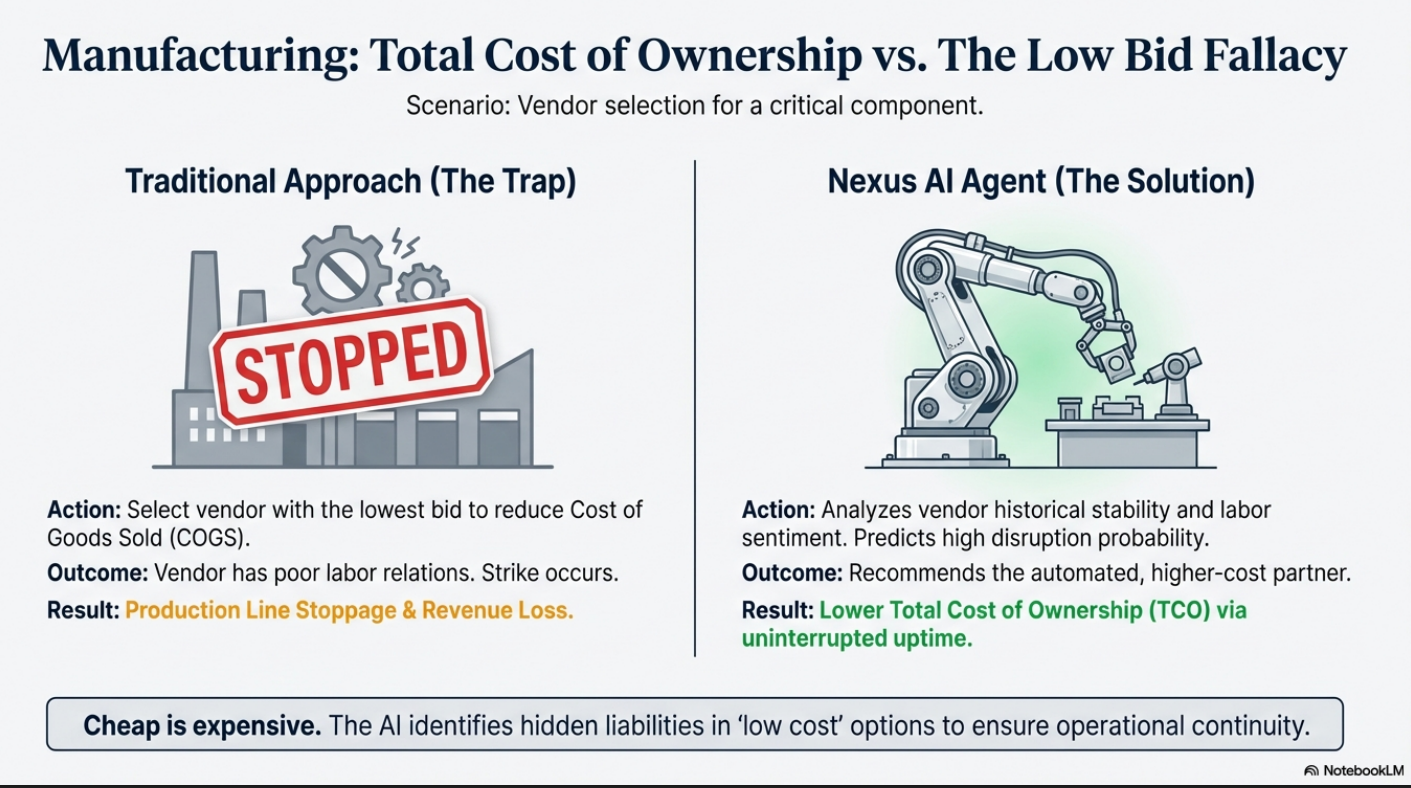 Manufacturing: Total Cost of Ownership vs. The Low Bid Fallacy
Scenario: Vendor selection for a critical component.
Traditional Approach (The Trap)
STOPPED
Action: Select vendor with the lowest bid to reduce Cost of
Goods Sold (COGS).
Outcome: Vendor has poor labor relations. Strike occurs.
Result: Production Line Stoppage & Revenue Loss.
Nexus AI Agent (The Solution)
Action: Analyzes vendor historical stability and labor
sentiment. Predicts high disruption probability.
Outcome: Recommends the automated, higher-cost partner.
Result: Lower Total Cost of Ownership (TCO) via
uninterrupted uptime.
Cheap is expensive. The AI identifies hidden liabilities in ‘low cost’ options to ensure operational continuity.
NotebookLM